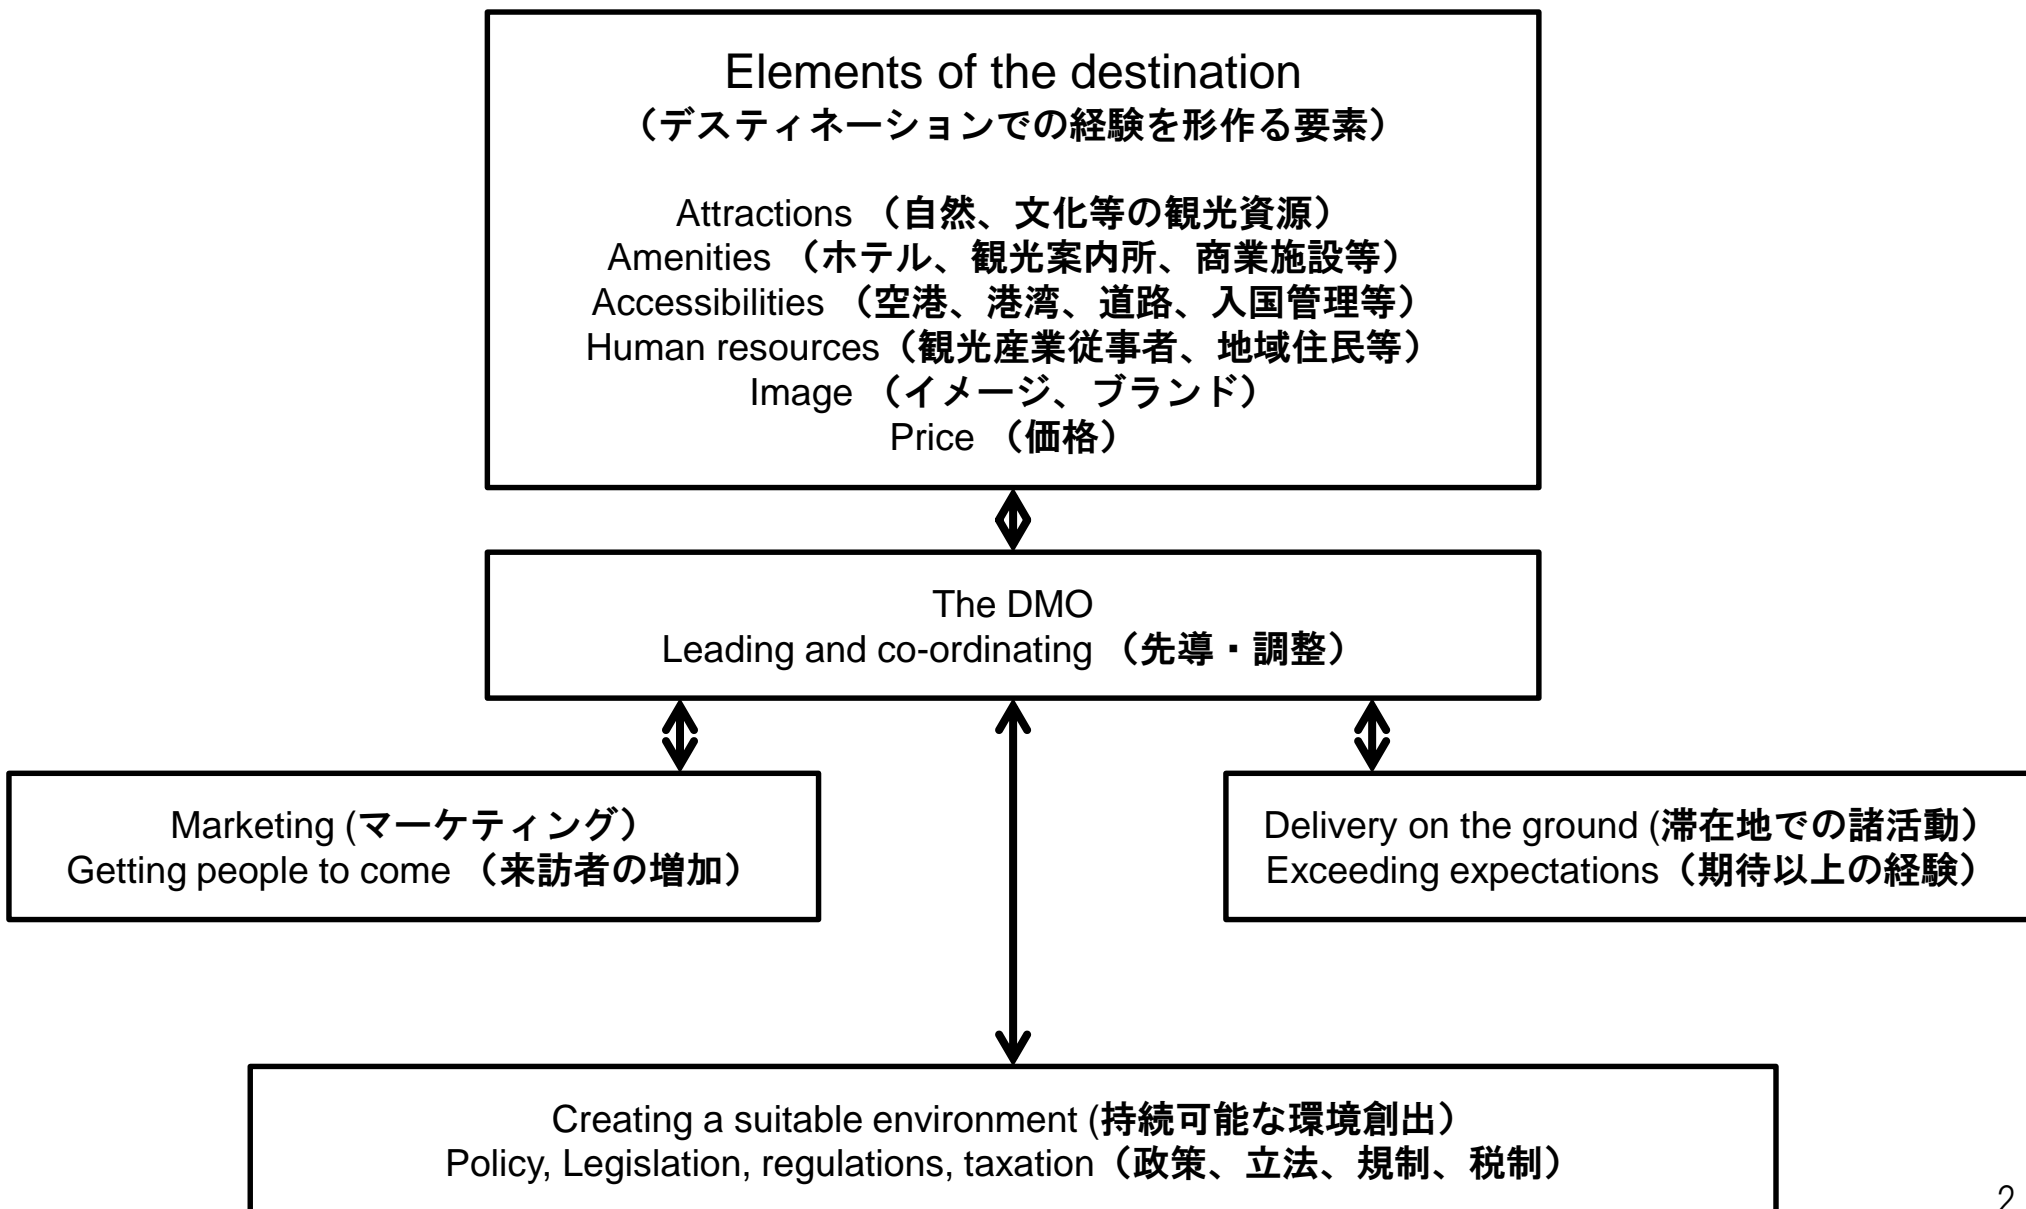 Elements of the destination
（デスティネーションでの経験を形作る要素）
Attractions （自然、文化等の観光資源）
Amenities （ホテル、観光案内所、商業施設等）
Accessibilities （空港、港湾、道路、入国管理等）
Human resources（観光産業従事者、地域住民等）
Image （イメージ、ブランド）
Price （価格）
The DMO
Leading and co-ordinating （先導・調整）
Marketing (マーケティング）
Getting people to come （来訪者の増加）
Delivery on the ground (滞在地での諸活動）
Exceeding expectations（期待以上の経験）
Creating a suitable environment (持続可能な環境創出）
Policy, Legislation, regulations, taxation（政策、立法、規制、税制）
2